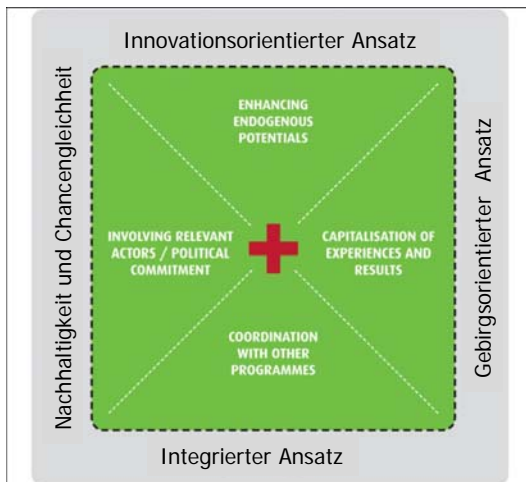 Innovationsorientierter Ansatz
Nachhaltigkeit und Chancengleichheit
ENHANCING
ENDOGENOUS
POTENTIALS
INVOLVING RELEVANT
ACTORS / POLITICAL
COMMITMENT
CAPITALISATION OF
EXPERIENCES AND
RESULTS
COORDINATION
WITH OTHER
PROGRAMMES
Gebirgsorientierter Ansatz
Integrierter Ansatz